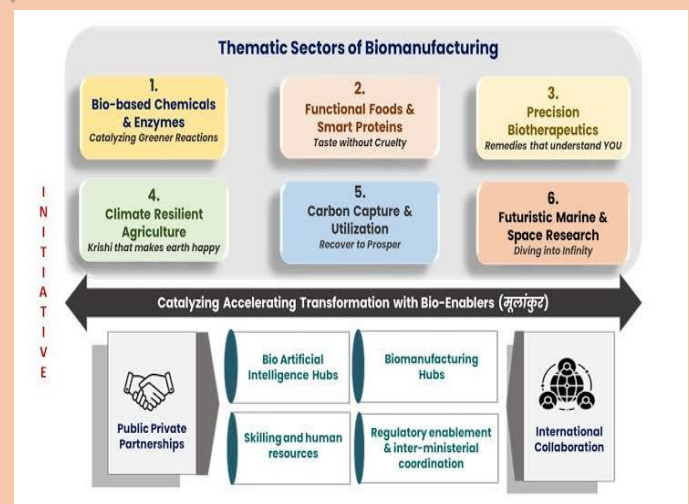 Thematic Sectors of Biomanufacturing
1.
Bio-based Chemicals
& Enzymes
Catalyzing Greener Reactions
2.
Functional Foods &
Smart Proteins
Taste without Cruelty
3.
Precision
Biotherapeutics
Remedies that understand YOU
4.
Climate Resilient
Agriculture
Krishi that makes earth happy
5.
Carbon Capture &
Utilization
Recover to Prosper
6.
Futuristic Marine &
Space Research
Diving into Infinity
INITIATIVE
Catalyzing Accelerating Transformation with Bio-Enablers (मूलांकुर)
Public Private
Partnerships
Bio Artificial
Intelligence Hubs
Biomanufacturing
Hubs
Skilling and human
resources
Regulatory enablement
& inter-ministerial
coordination
International
Collaboration